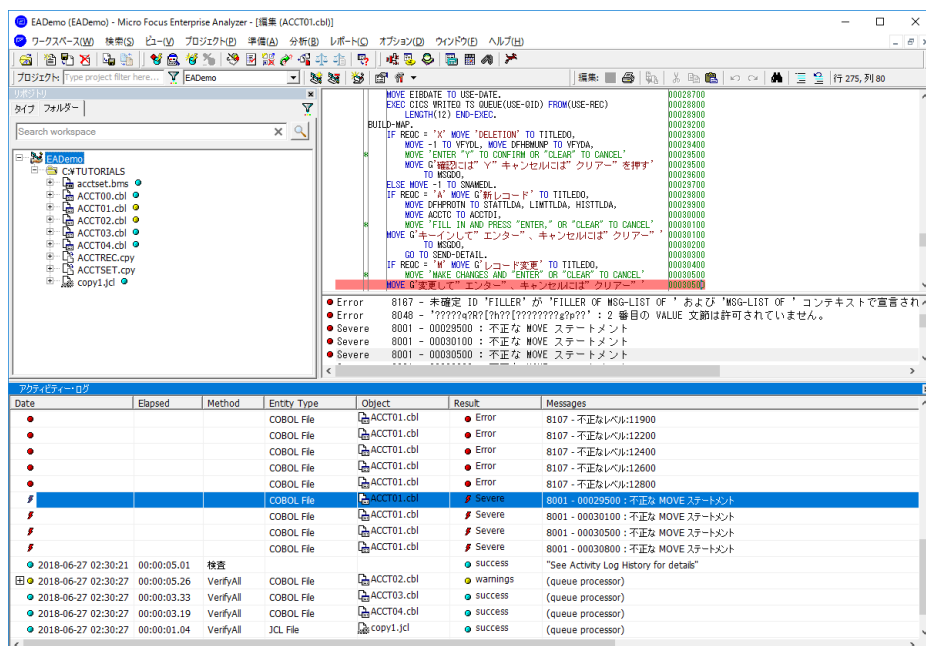 EADemo (EADemo) - Micro Focus Enterprise Analyzer - [編集 (ACCT01.cbl)]
ワークスペース(W) 検索(S) ビュー(V) プロジェクト(P) 準備(A) 分析(B) レポート(C) オプション(D) ウィンドウ(E) ヘルプ(H)
プロジェクト: Type project filter here... EADemo 編集: 行 275, 列 80
リポジトリ
タイプ フォルダー
Search workspace
EADemo
C:¥TUTORIALS
acctset.bms
ACCT00.cbl
ACCT01.cbl
ACCT02.cbl
ACCT03.cbl
ACCT04.cbl
ACCTREC.cpy
ACCTSET.cpy
copy1.jcl
MOVE EIBDATE TO USE-DATE. 00028700
EXEC CICS WRITEQ TS QUEUE(USE-QID) FROM(USE-REC) 00028800
LENGTH(12) END-EXEC. 00028900
BUILD-MAP. 00029200
IF REQC = 'X' MOVE 'DELETION' TO TITLEDO, 00029300
MOVE -1 TO VFYDL, MOVE DFHBMUNP TO VFYDA, 00029400
* MOVE 'ENTER "Y" TO CONFIRM OR "CLEAR" TO CANCEL' 00029500
MOVE G'確認には” Y” キャンセルには” クリアー” を押す' 00029500
TO MSGDO, 00029600
ELSE MOVE -1 TO SNAMEDL. 00029700
IF REQC = 'A' MOVE G'新レコード' TO TITLEDO, 00029800
MOVE DFHPROTN TO STATTLDA, LIMTTLDA, HISTTLDA, 00029900
MOVE ACCTC TO ACCTDI, 00030000
* MOVE 'FILL IN AND PRESS "ENTER," OR "CLEAR" TO CANCEL' 00030100
MOVE G'キーインして” エンター” 、キャンセルには” クリアー” ' 00030100
TO MSGDO, 00030200
GO TO SEND-DETAIL. 00030300
IF REQC = 'M' MOVE G'レコード変更' TO TITLEDO, 00030400
* MOVE 'MAKE CHANGES AND "ENTER" OR "CLEAR" TO CANCEL' 00030500
MOVE G'変更して” エンター” 、キャンセルには” クリアー” ' 00030500
Error 8167 - 未確定 ID 'FILLER' が 'FILLER OF MSG-LIST OF ' および 'MSG-LIST OF ' コンテキストで宣言され
Error 8048 - '?????q?R?[?h??[????????g?p??' : 2 番目の VALUE 文節は許可されていません。
Severe 8001 - 00029500 : 不正な MOVE ステートメント
Severe 8001 - 00030100 : 不正な MOVE ステートメント
Severe 8001 - 00030500 : 不正な MOVE ステートメント
アクティビティー・ログ
Date Elapsed Method Entity Type Object Result Messages
COBOL File ACCT01.cbl Error 8107 - 不正なレベル:11900
COBOL File ACCT01.cbl Error 8107 - 不正なレベル:12200
COBOL File ACCT01.cbl Error 8107 - 不正なレベル:12400
COBOL File ACCT01.cbl Error 8107 - 不正なレベル:12600
COBOL File ACCT01.cbl Error 8107 - 不正なレベル:12800
COBOL File ACCT01.cbl Severe 8001 - 00029500 : 不正な MOVE ステートメント
COBOL File ACCT01.cbl Severe 8001 - 00030100 : 不正な MOVE ステートメント
COBOL File ACCT01.cbl Severe 8001 - 00030500 : 不正な MOVE ステートメント
COBOL File ACCT01.cbl Severe 8001 - 00030800 : 不正な MOVE ステートメント
2018-06-27 02:30:21 00:00:05.01 検査 success "See Activity Log History for details"
2018-06-27 02:30:27 00:00:05.26 VerifyAll COBOL File ACCT02.cbl warnings (queue processor)
2018-06-27 02:30:27 00:00:03.33 VerifyAll COBOL File ACCT03.cbl success (queue processor)
2018-06-27 02:30:27 00:00:03.19 VerifyAll COBOL File ACCT04.cbl success (queue processor)
2018-06-27 02:30:27 00:00:01.04 VerifyAll JCL File copy1.jcl success (queue processor)